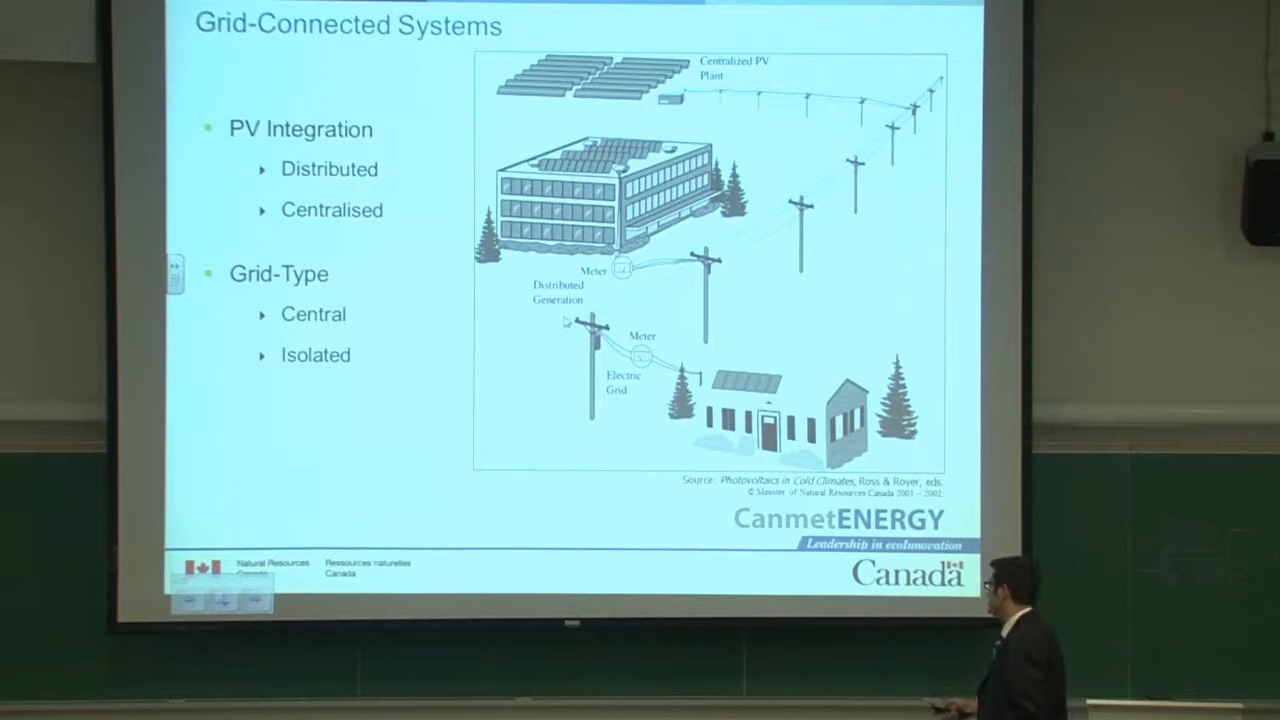 Grid-Connected Systems
PV Integration
Distributed
Centralised
Grid-Type
Central
Isolated
Centralized PV
Plant
Meter
Distributed
Generation
Meter
Electric
Grid
Source: Photovoltaics in Cold Climates, Ross & Royer, eds.
© Minister of Natural Resources Canada 2001 – 2002.
CanmetENERGY
Leadership in ecoInnovation
Natural Resources
Canada
Ressources naturelles
Canada
Canada